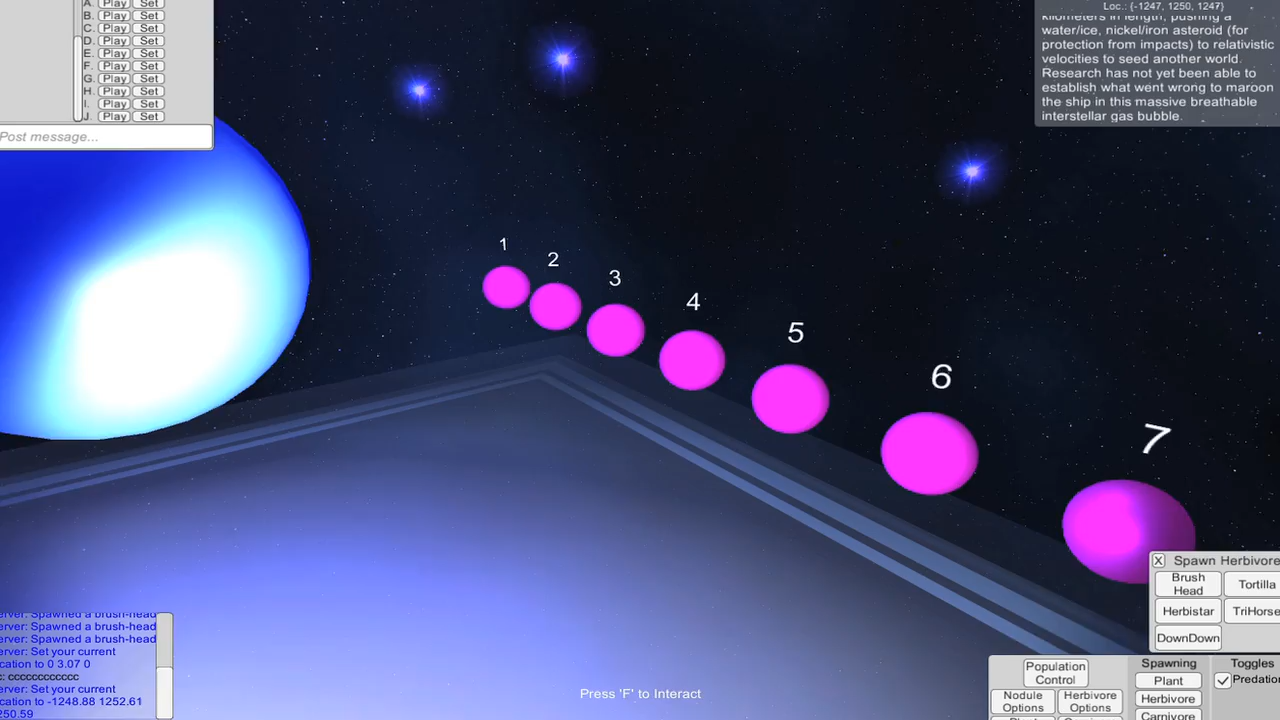 A. Play Set
B. Play Set
C. Play Set
D. Play Set
E. Play Set
F. Play Set
G. Play Set
H. Play Set
I. Play Set
J. Play Set
Post message...
Loc.: {-1247, 1250, 1247}
kilometers in length, pushing a
water/ice, nickel/iron asteroid (for
protection from impacts) to relativistic
velocities to seed another world.
Research has not yet been able to
establish what went wrong to maroon
the ship in this massive breathable
interstellar gas bubble.
1
2
3
4
5
6
7
erver: Spawned a brush-head
erver: Spawned a brush-head
erver: Spawned a brush-head
erver: Set your current
cation to 0 3.07 0
c: cccccccccccc
erver: Set your current
cation to -1248.88 1252.61
250.59
Press 'F' to Interact
X Spawn Herbivore
Brush Head
Tortilla
Herbistar
TriHorse
DownDown
Population Control
Nodule Options
Herbivore Options
Spawning
Plant
Herbivore
Carnivore
Toggles
Predatio